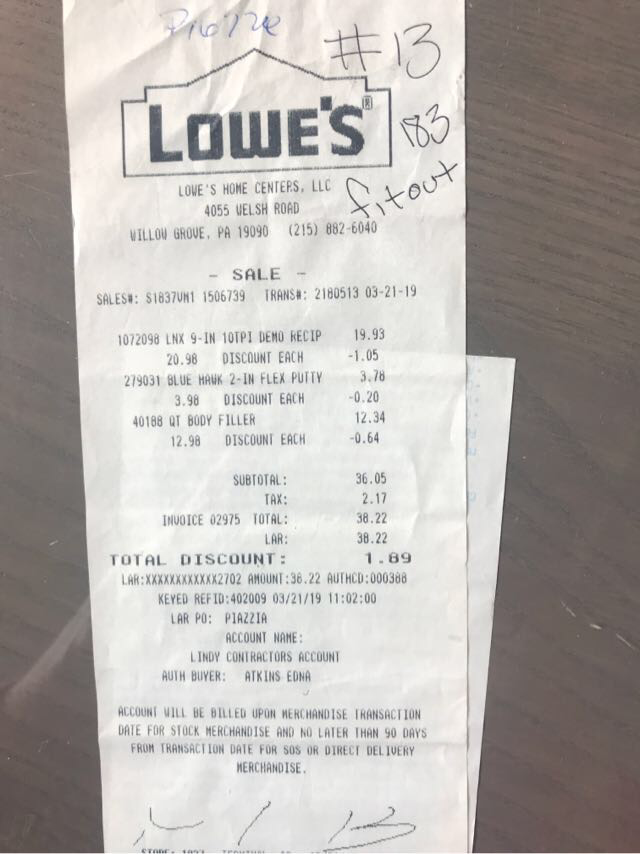 #13
LOWE'S®
183
fitout
LOWE'S HOME CENTERS, LLC
4055 WELSH ROAD
WILLOW GROVE, PA 19090 (215) 882-6040
- SALE -
SALES#: S1837VM1 1506739 TRANS#: 2180513 03-21-19
1072098 LNX 9-IN 10TPI DEMO RECIP 19.93
20.98 DISCOUNT EACH -1.05
279031 BLUE HAWK 2-IN FLEX PUTTY 3.78
3.98 DISCOUNT EACH -0.20
40188 QT BODY FILLER 12.34
12.98 DISCOUNT EACH -0.64
SUBTOTAL: 36.05
TAX: 2.17
INVOICE 02975 TOTAL: 38.22
LAR: 38.22
TOTAL DISCOUNT: 1.89
LAR:XXXXXXXXXXXX2702 AMOUNT:38.22 AUTHCD:000388
KEYED REFID:402009 03/21/19 11:02:00
LAR PO: PIAZZIA
ACCOUNT NAME:
LINDY CONTRACTORS ACCOUNT
AUTH BUYER: ATKINS EDNA
ACCOUNT WILL BE BILLED UPON MERCHANDISE TRANSACTION
DATE FOR STOCK MERCHANDISE AND NO LATER THAN 90 DAYS
FROM TRANSACTION DATE FOR SOS OR DIRECT DELIVERY
MERCHANDISE.